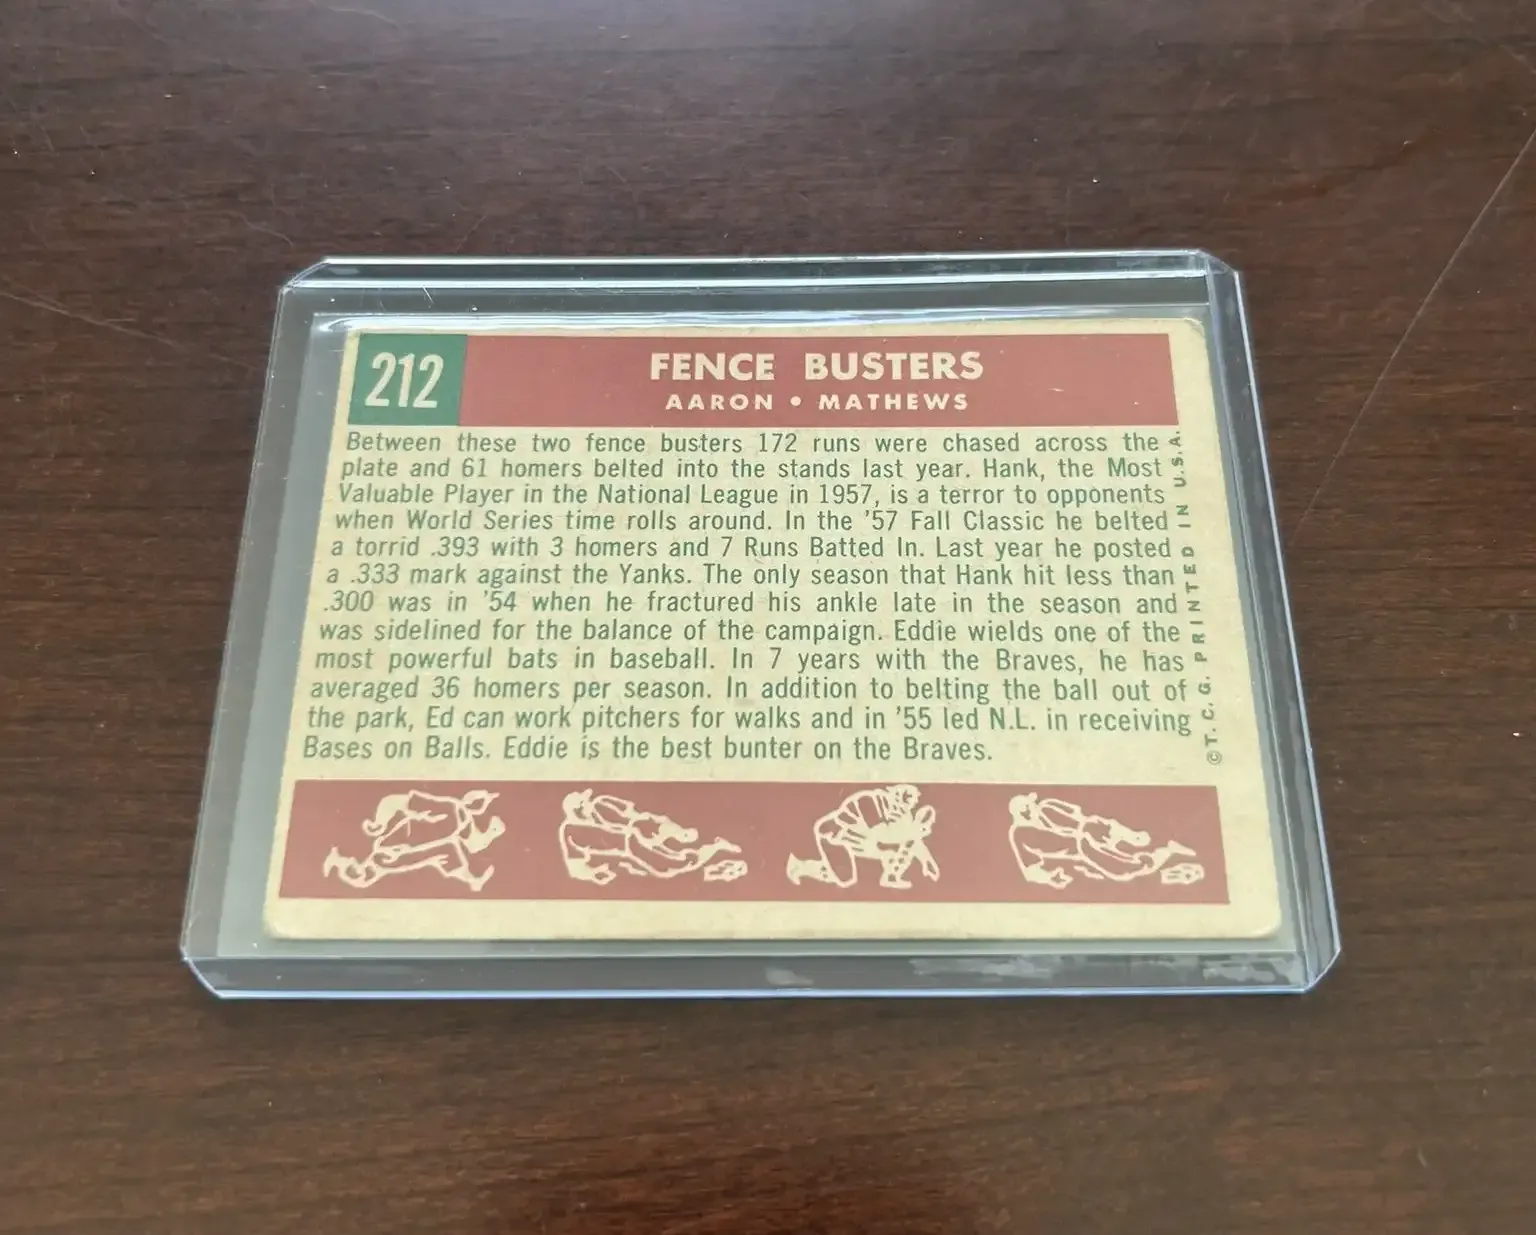 212
FENCE BUSTERS
AARON • MATHEWS
Between these two fence busters 172 runs were chased across the
plate and 61 homers belted into the stands last year. Hank, the Most
Valuable Player in the National League in 1957, is a terror to opponents
when World Series time rolls around. In the '57 Fall Classic he belted
a torrid .393 with 3 homers and 7 Runs Batted In. Last year he posted
a .333 mark against the Yanks. The only season that Hank hit less than
.300 was in '54 when he fractured his ankle late in the season and
was sidelined for the balance of the campaign. Eddie wields one of the
most powerful bats in baseball. In 7 years with the Braves, he has
averaged 36 homers per season. In addition to belting the ball out of
the park, Ed can work pitchers for walks and in '55 led N.L. in receiving
Bases on Balls. Eddie is the best bunter on the Braves.
©T. C. G. PRINTED IN U.S.A.